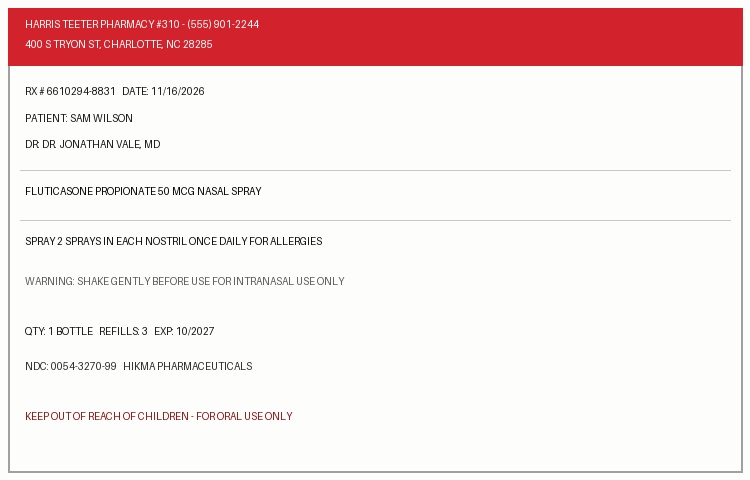 HARRIS TEETER PHARMACY #310 - (555) 901-2244
400 S TRYON ST, CHARLOTTE, NC 28285
RX # 6610294-8831 DATE: 11/16/2026
PATIENT: SAM WILSON
DR: DR. JONATHAN VALE, MD
FLUTICASONE PROPIONATE 50 MCG NASAL SPRAY
SPRAY 2 SPRAYS IN EACH NOSTRIL ONCE DAILY FOR ALLERGIES
WARNING: SHAKE GENTLY BEFORE USE FOR INTRANASAL USE ONLY
QTY: 1 BOTTLE REFILLS: 3 EXP: 10/2027
NDC: 0054-3270-99 HIKMA PHARMACEUTICALS
KEEP OUT OF REACH OF CHILDREN - FOR ORAL USE ONLY